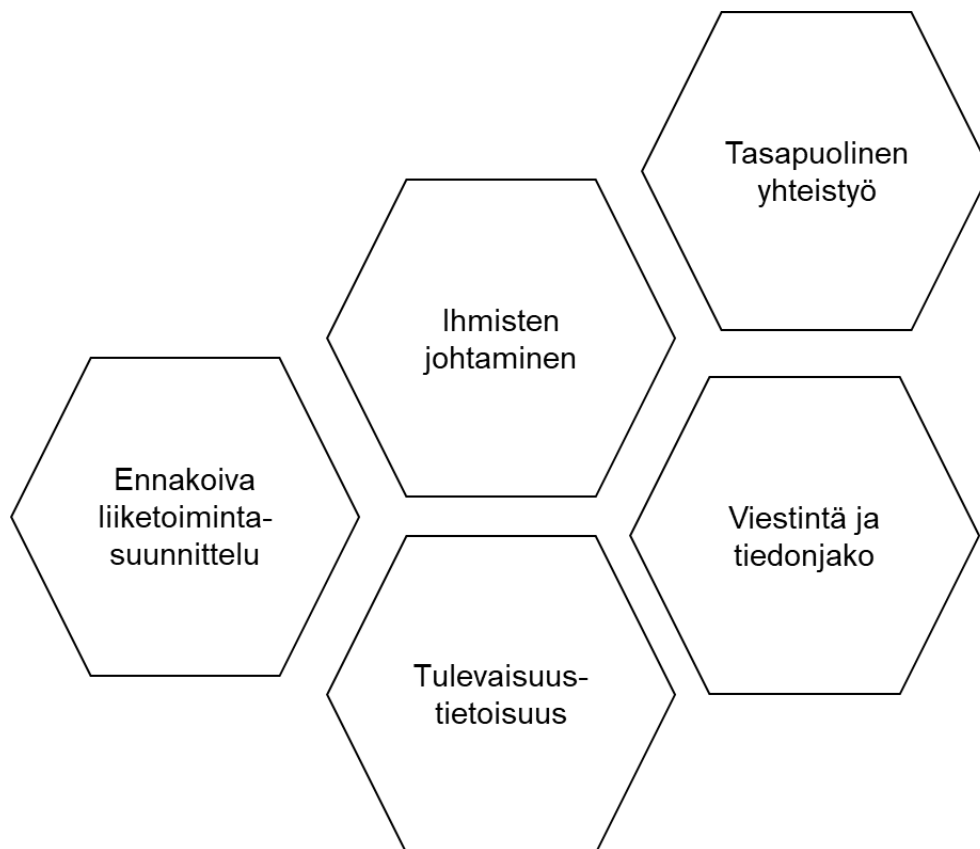 Tasapuolinen
yhteistyö
Ihmisten
johtaminen
Ennakoiva
liiketoiminta-
suunnittelu
Viestintä ja
tiedonjako
Tulevaisuus-
tietoisuus